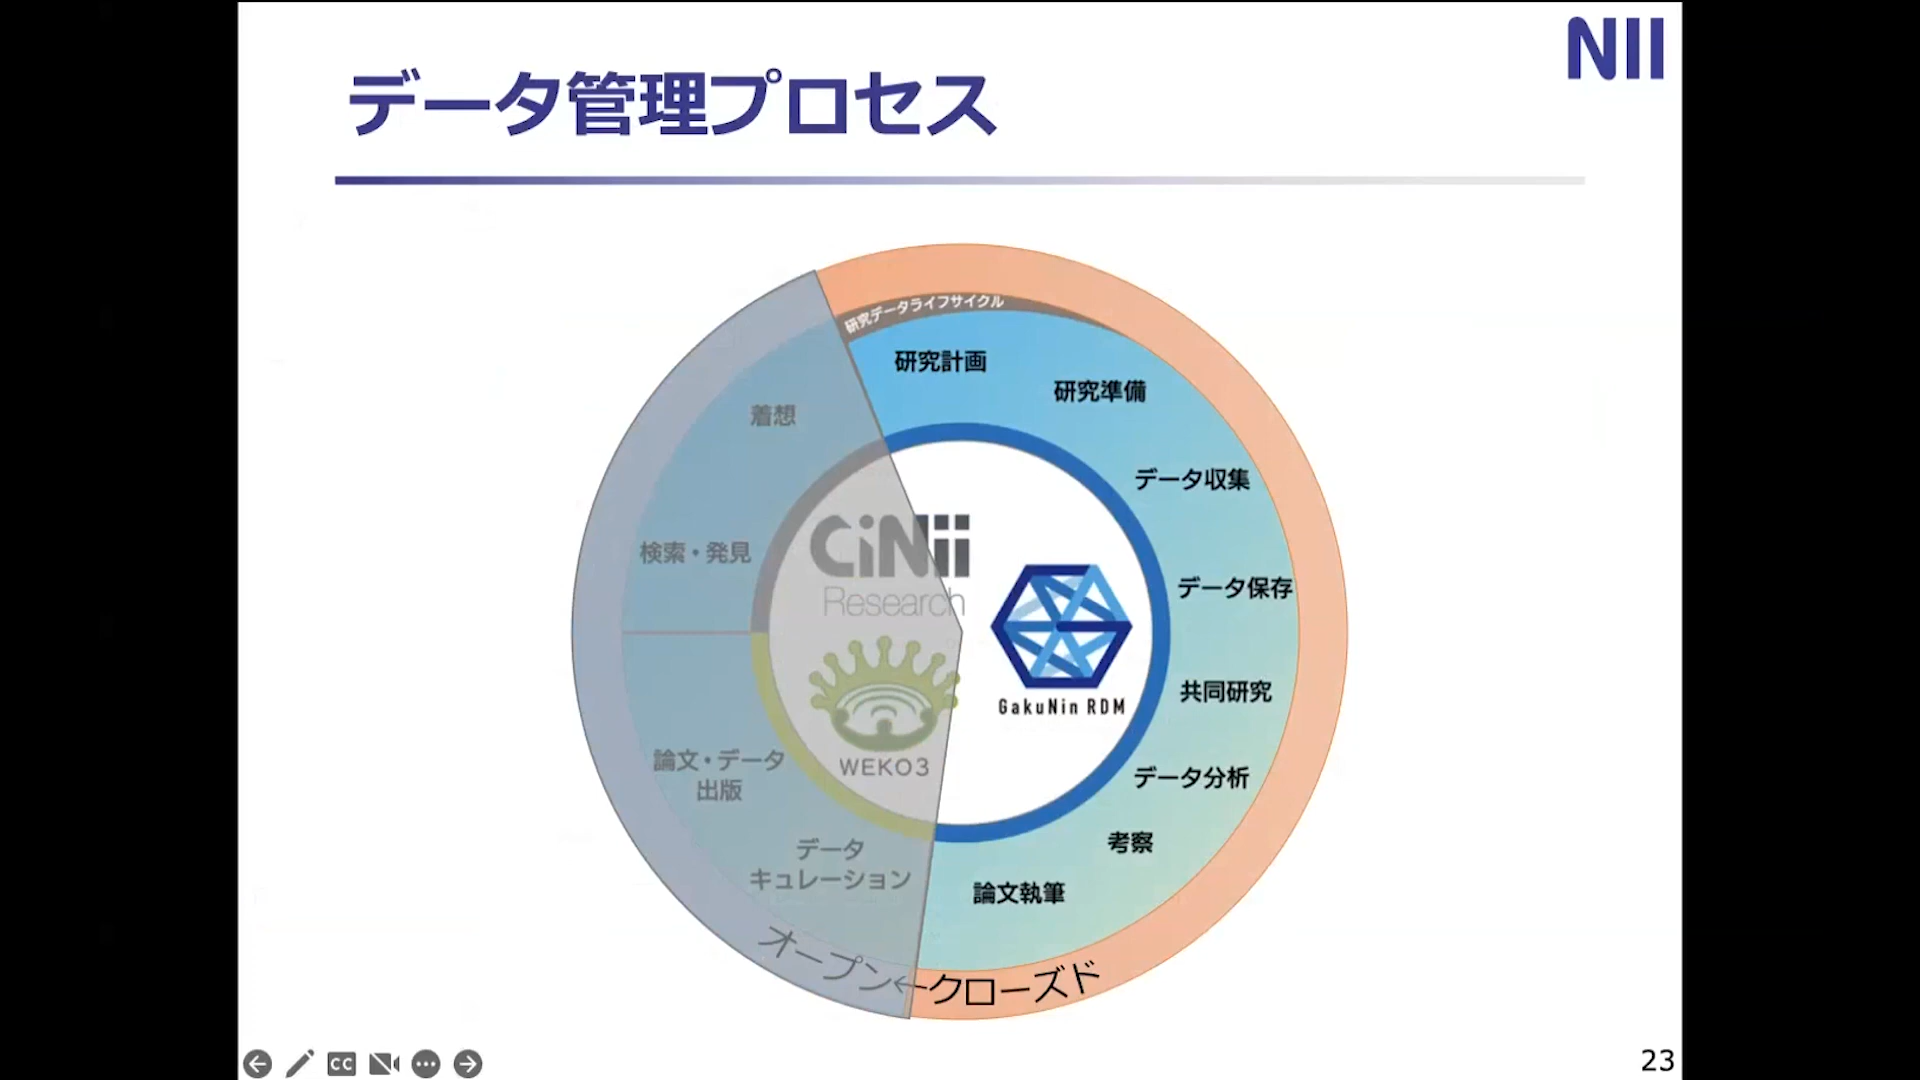 NII
データ管理プロセス
研究データライフサイクル
研究計画
研究準備
データ収集
データ保存
共同研究
データ分析
考察
論文執筆
データ
キュレーション
論文・データ
出版
検索・発見
着想
CiNii
Research
GakuNin RDM
WEKO3
オープン←クローズド
CC
23